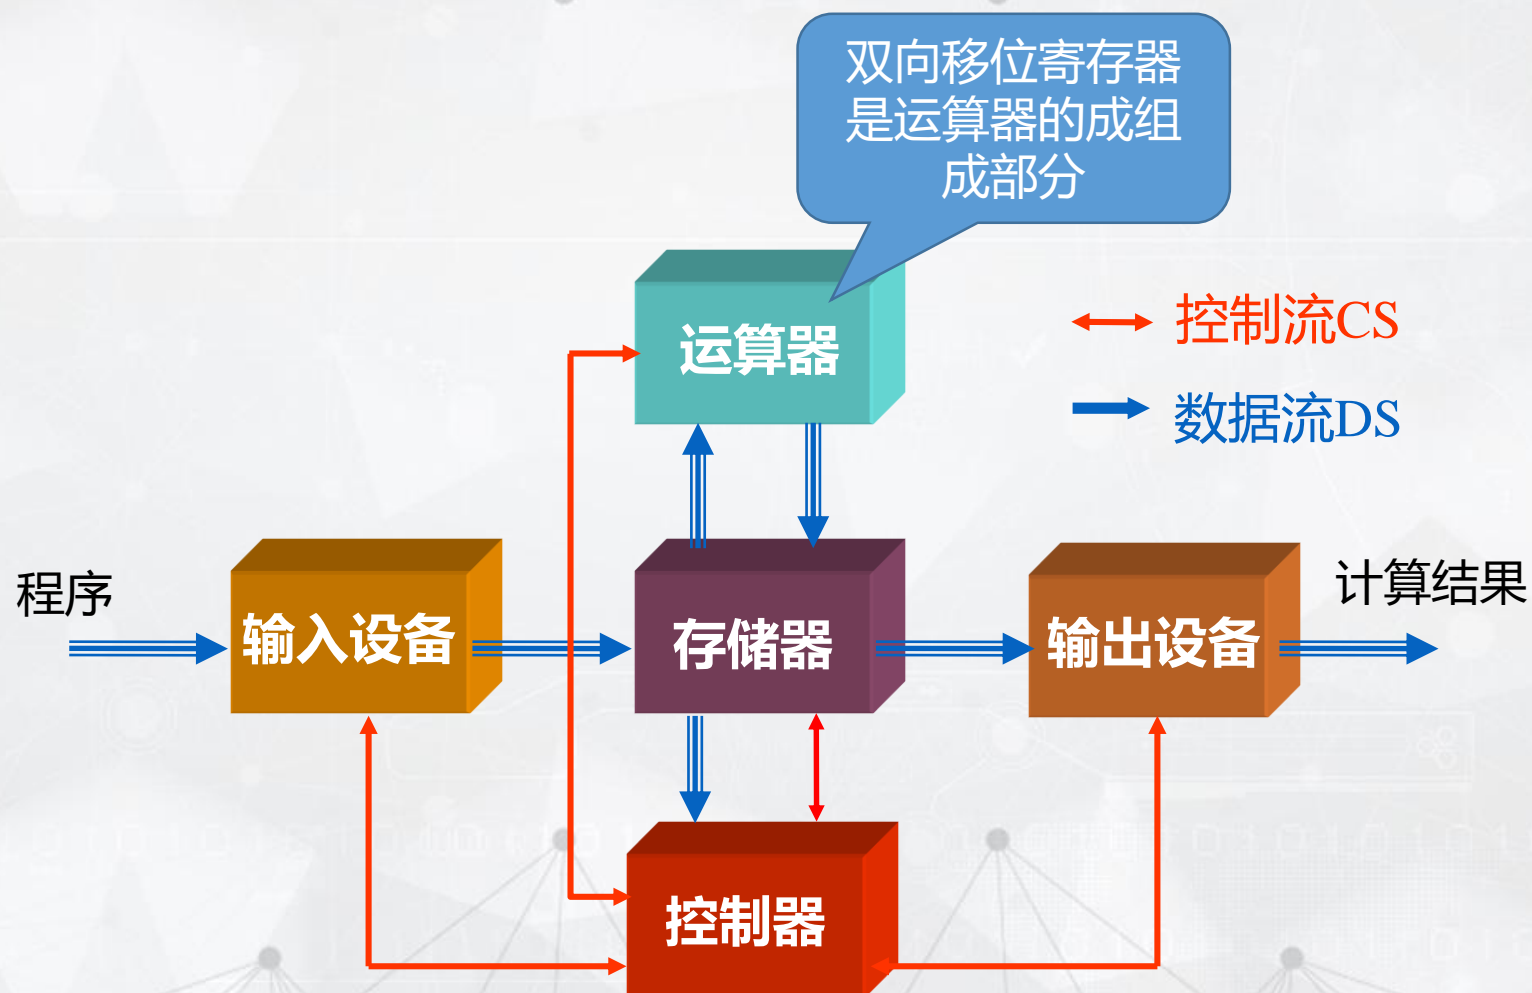 双向移位寄存器
是运算器的成组
成部分
运算器
控制流CS
数据流DS
程序
输入设备
存储器
输出设备
计算结果
控制器